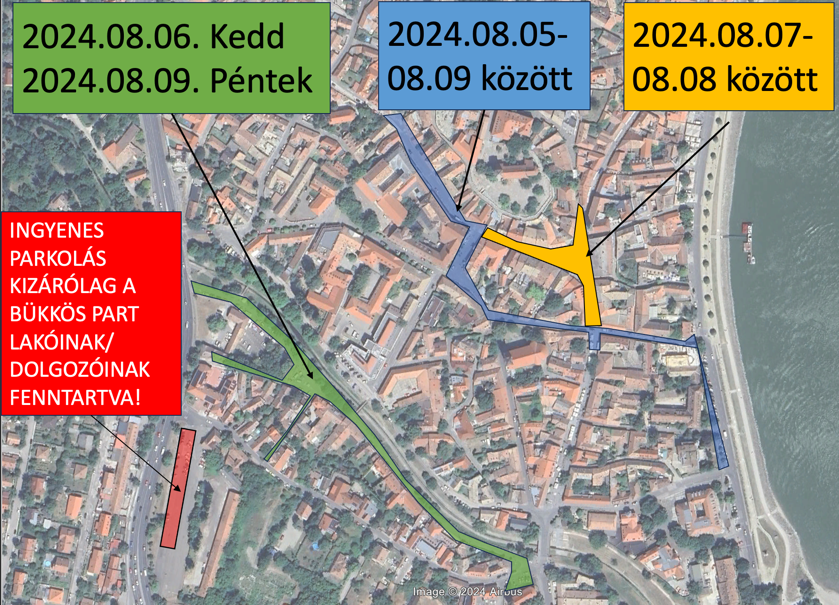 2024.08.06. Kedd
2024.08.09. Péntek
2024.08.05-
08.09 között
2024.08.07-
08.08 között
INGYENES
PARKOLÁS
KIZÁRÓLAG A
BÜKKÖS PART
LAKÓINAK/
DOLGOZÓINAK
FENNTARTVA!
Image © 2024 Airbus